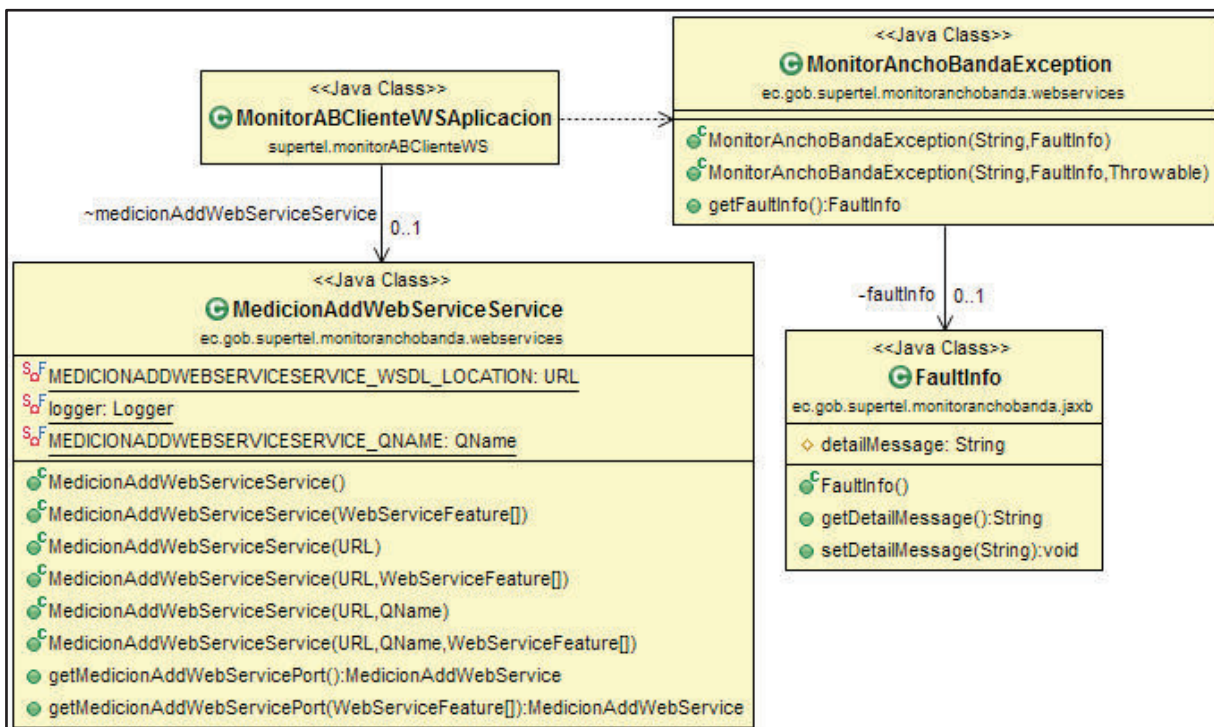 <<Java Class>>
MonitorABClienteWSAplicacion
supertel.monitorABClienteWS
<<Java Class>>
MonitorAnchoBandaException
ec.gob.supertel.monitoranchobanda.webservices
MonitorAnchoBandaException(String,FaultInfo)
MonitorAnchoBandaException(String,FaultInfo,Throwable)
getFaultInfo():FaultInfo
~medicionAddWebServiceService
0..1
-faultInfo
0..1
<<Java Class>>
MedicionAddWebServiceService
ec.gob.supertel.monitoranchobanda.webservices
MEDICIONADDWEBSERVICESERVICE_WSDL_LOCATION: URL
logger: Logger
MEDICIONADDWEBSERVICESERVICE_QNAME: QName
MedicionAddWebServiceService()
MedicionAddWebServiceService(WebServiceFeature[])
MedicionAddWebServiceService(URL)
MedicionAddWebServiceService(URL,WebServiceFeature[])
MedicionAddWebServiceService(URL,QName)
MedicionAddWebServiceService(URL,QName,WebServiceFeature[])
getMedicionAddWebServicePort():MedicionAddWebService
getMedicionAddWebServicePort(WebServiceFeature[]):MedicionAddWebService
<<Java Class>>
FaultInfo
ec.gob.supertel.monitoranchobanda.jaxb
detailMessage: String
FaultInfo()
getDetailMessage():String
setDetailMessage(String):void